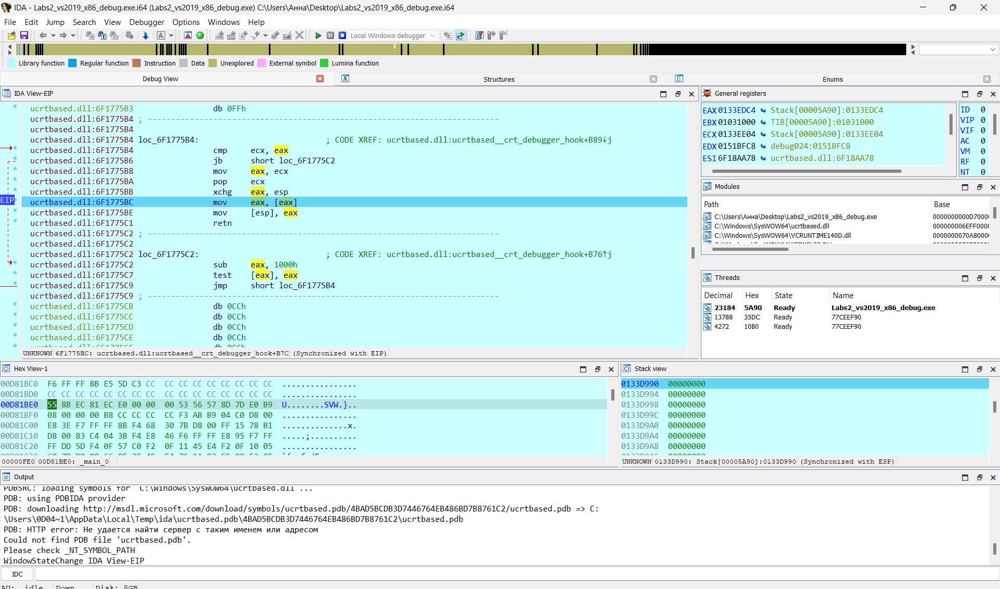 IDA - Labs2_vs2019_x86_debug.exe.i64 (Labs2_vs2019_x86_debug.exe) C:\Users\Анна\Desktop\Labs2_vs2019_x86_debug.exe.i64
File Edit Jump Search View Debugger Options Windows Help
Local Windows debugger
Library function Regular function Instruction Data Unexplored External symbol Lumina function
Debug View Structures Enums
IDA View-EIP
ucrtbased.dll:6F1775B3 db 0FFh
ucrtbased.dll:6F1775B4 ; ---------------------------------------------------------------------------
ucrtbased.dll:6F1775B4
ucrtbased.dll:6F1775B4 loc_6F1775B4: ; CODE XREF: ucrtbased.dll:ucrtbased__crt_debugger_hook+B89↓j
ucrtbased.dll:6F1775B4 cmp ecx, eax
ucrtbased.dll:6F1775B6 jb short loc_6F1775C2
ucrtbased.dll:6F1775B8 mov eax, ecx
ucrtbased.dll:6F1775BA pop ecx
ucrtbased.dll:6F1775BB xchg eax, esp
EIP ucrtbased.dll:6F1775BC mov eax, [eax]
ucrtbased.dll:6F1775BE mov [esp], eax
ucrtbased.dll:6F1775C1 retn
ucrtbased.dll:6F1775C2 ; ---------------------------------------------------------------------------
ucrtbased.dll:6F1775C2
ucrtbased.dll:6F1775C2 loc_6F1775C2: ; CODE XREF: ucrtbased.dll:ucrtbased__crt_debugger_hook+B76↑j
ucrtbased.dll:6F1775C2 sub eax, 1000h
ucrtbased.dll:6F1775C7 test [eax], eax
ucrtbased.dll:6F1775C9 jmp short loc_6F1775B4
ucrtbased.dll:6F1775C9 ; ---------------------------------------------------------------------------
ucrtbased.dll:6F1775CB db 0CCh
ucrtbased.dll:6F1775CC db 0CCh
ucrtbased.dll:6F1775CD db 0CCh
ucrtbased.dll:6F1775CE db 0CCh
UNKNOWN 6F1775BC: ucrtbased.dll:ucrtbased__crt_debugger_hook+B7C (Synchronized with EIP)
General registers
EAX 0133EDC4 Stack[00005A90]:0133EDC4
EBX 01031000 TIB[00005A90]:01031000
ECX 0133EE04 Stack[00005A90]:0133EE04
EDX 0151BFC8 debug024:0151BFC8
ESI 6F18AA78 ucrtbased.dll:6F18AA78
ID 0
VIP 0
VIF 0
AC 0
VM 0
RF 0
NT 0
Modules
Path Base
C:\Users\Анна\Desktop\Labs2_vs2019_x86_debug.exe 0000000000D7000
C:\Windows\SysWOW64\ucrtbased.dll 000000006EFF000
C:\Windows\SysWOW64\VCRUNTIME140D.dll 0000000070A8000
Threads
Decimal Hex State Name
23184 5A90 Ready Labs2_vs2019_x86_debug.exe
13788 35DC Ready 77CEEF90
4272 10B0 Ready 77CEEF90
Hex View-1
00D81BC0 F6 FF FF 8B E5 5D C3 CC CC CC CC CC CC CC CC CC ................
00D81BD0 CC CC CC CC CC CC CC CC CC CC CC CC CC CC CC CC ................
00D81BE0 55 8B EC 81 EC E0 00 00 00 53 56 57 8D 7D E0 B9 U........SVW.}..
00D81BF0 08 00 00 00 B8 CC CC CC CC F3 AB B9 04 C0 D8 00 ................
00D81C00 E8 3E F7 FF FF 8B F4 68 30 7B D8 00 FF 15 78 B1 ..............x.
00D81C10 D8 00 83 C4 04 3B F4 E8 46 F6 FF FF E8 95 F7 FF .....;..........
00D81C20 FF DD 5D F4 0F 57 C0 F2 0F 11 45 E4 F2 0F 10 05 ................
00000FE0 00D81BE0: _main_0
Stack view
0133D990 00000000
0133D994 00000000
0133D998 00000000
0133D99C 00000000
0133D9A0 00000000
0133D9A4 00000000
0133D9A8 00000000
UNKNOWN 0133D990: Stack[00005A90]:0133D990 (Synchronized with ESP)
Output
PDBSRC: loading symbols for 'C:\Windows\SysWOW64\ucrtbased.dll'...
PDB: using PDBIDA provider
PDB: downloading http://msdl.microsoft.com/download/symbols/ucrtbased.pdb/4BAD5BCDB3D7446764EB486BD7B8761C2/ucrtbased.pdb => C:
\Users\0D04~1\AppData\Local\Temp\ida\ucrtbased.pdb\4BAD5BCDB3D7446764EB486BD7B8761C2\ucrtbased.pdb
PDB: HTTP error: Не удается найти сервер с таким именем или адресом
Could not find PDB file 'ucrtbased.pdb'.
Please check _NT_SYMBOL_PATH
WindowStateChange IDA View-EIP
IDC
AU: idle Down Disk: 8GB